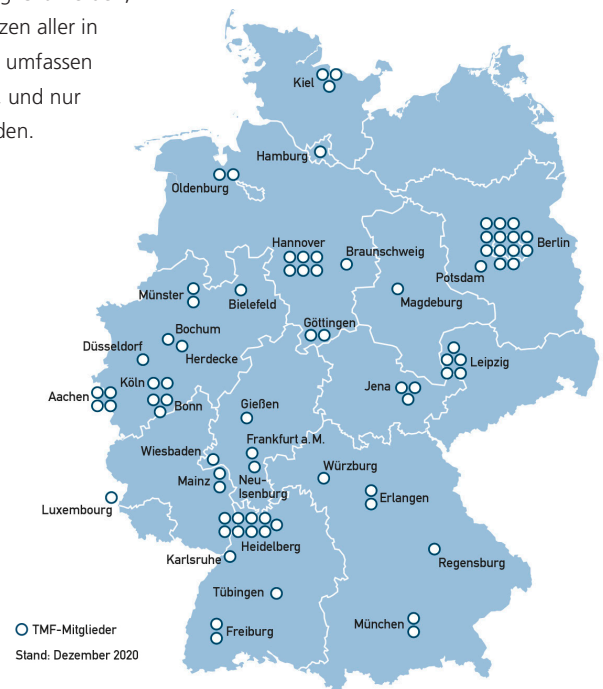 zen aller in
umfassen
und nur
den.
Kiel
Hamburg
Oldenburg
Hannover
Braunschweig
Berlin
Potsdam
Münster
Bielefeld
Magdeburg
Bochum
Göttingen
Düsseldorf
Herdecke
Leipzig
Köln
Jena
Aachen
Bonn
Gießen
Wiesbaden
Frankfurt a.M.
Mainz
Neu-
Isenburg
Würzburg
Erlangen
Luxembourg
Heidelberg
Karlsruhe
Regensburg
Tübingen
Freiburg
München
TMF-Mitglieder
Stand: Dezember 2020